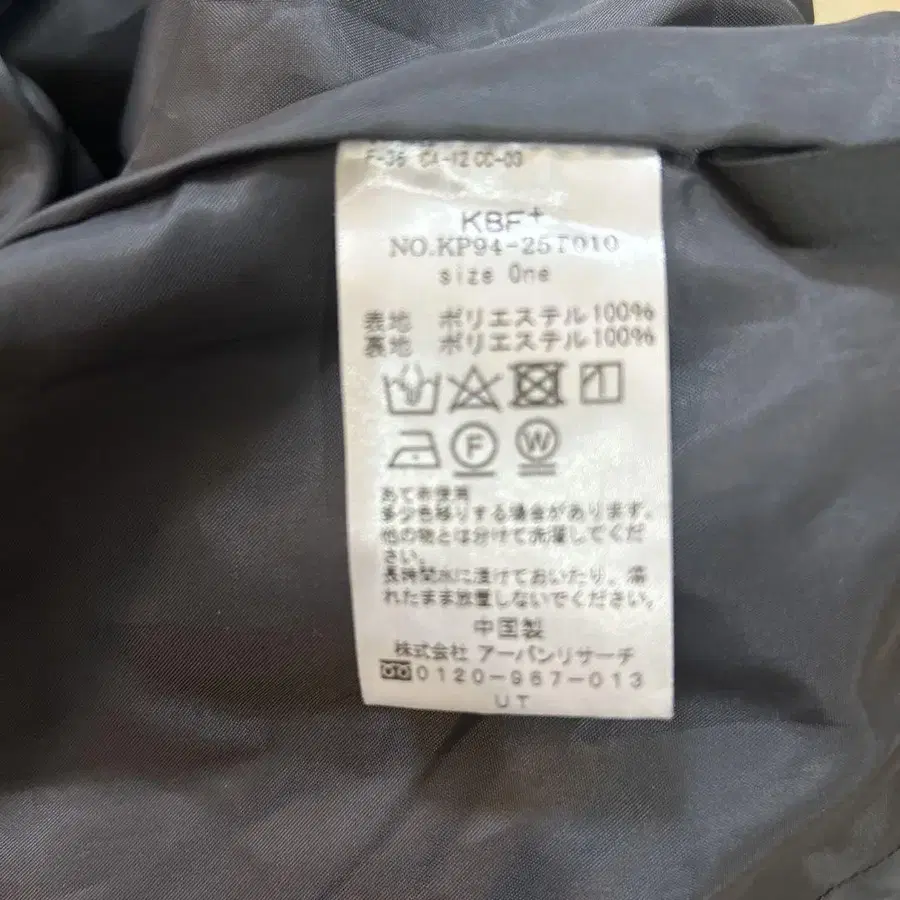 F-36 CA-12 CC-03
KBF+
NO.KP94-25T010
size One
表地 ポリエステル100%
裏地 ポリエステル100%
F W
あて布使用
多少色移りする場合があります。
他の物とは分けて洗濯してくだ
さい。
長時間水に漬けておいたり、濡
れたまま放置しないでください。
中国製
株式会社 アーバンリサーチ
0120-967-013
UT